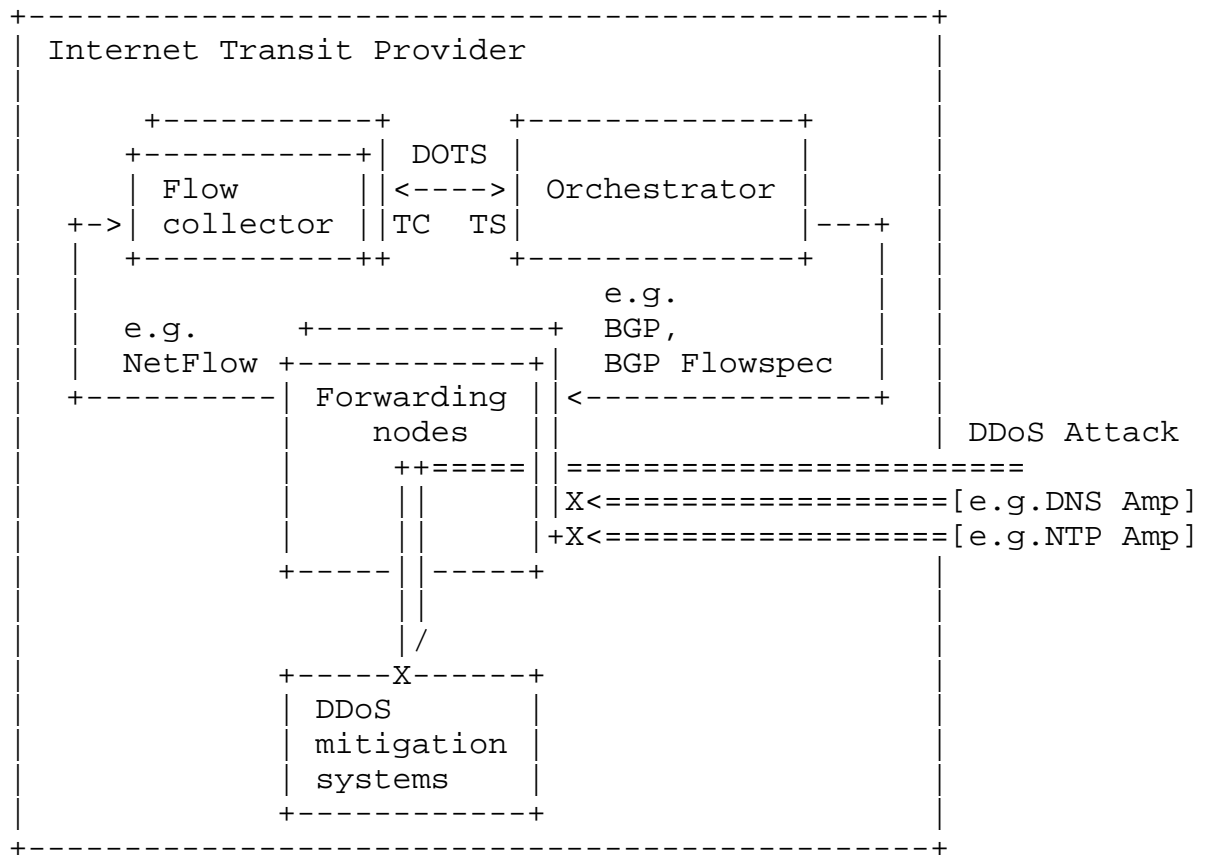 Internet Transit Provider
DOTS
Flow
collector
Orchestrator
TC TS
e.g.
NetFlow
e.g.
BGP,
BGP Flowspec
Forwarding
nodes
DDoS Attack
X
[e.g.DNS Amp]
X
[e.g.NTP Amp]
X
DDoS
mitigation
systems